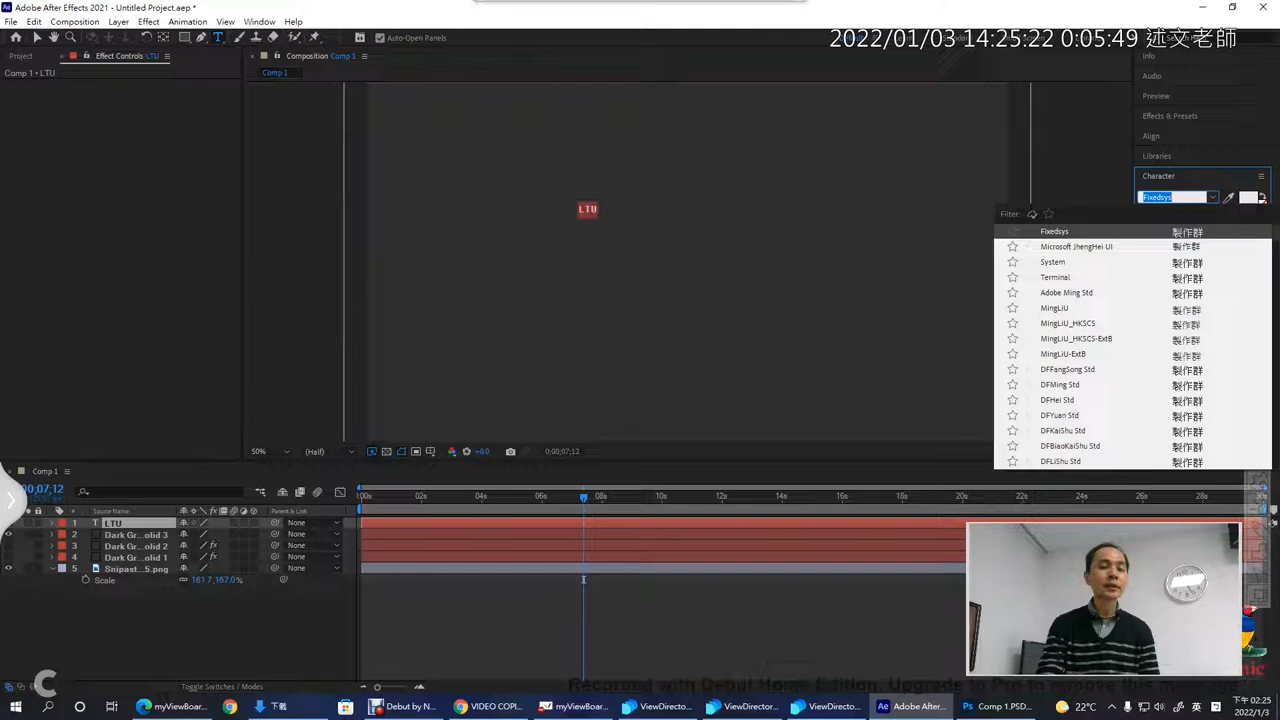 Adobe After Effects 2021 - Untitled Project.aep *
File Edit Composition Layer Effect Animation View Window Help
Auto-Open Panels
2022/01/03 14:25:22 0:05:49 述文老師
Project
Effect Controls LTU
Composition Comp 1
Comp 1 • LTU
Comp 1
Info
Audio
Preview
Effects & Presets
Align
Libraries
Character
Fixedsys
LTU
Filter:
Fixedsys 製作群
Microsoft JhengHei UI 製作群
System 製作群
Terminal 製作群
Adobe Ming Std 製作群
MingLiU 製作群
MingLiU_HKSCS 製作群
MingLiU_HKSCS-ExtB 製作群
MingLiU-ExtB 製作群
DFFangSong Std 製作群
DFMing Std 製作群
DFHei Std 製作群
DFYuan Std 製作群
DFKaiShu Std 製作群
DFBiaoKaiShu Std 製作群
DFLiShu Std 製作群
50% (Half) +0.0 0;00;07;12
Comp 1
0;00;07;12
:00s 02s 04s 06s 08s 10s 12s 14s 16s 18s 20s 22s 24s 26s 28s 30s
# Source Name Parent & Link
1 T LTU None
2 Dark Gr...olid 3 None
3 Dark Gr...olid 2 fx None
4 Dark Gr...olid 1 fx None
5 Snipast...5.png None
Scale 161.7,167.0%
Toggle Switches / Modes
Recorded with Debut Home Edition. Upgrade to Pro to remove this message
myViewBoar... 下載 Debut by N... VIDEO COPI... myViewBoar... ViewDirecto... ViewDirecto... ViewDirecto... Adobe After... Comp 1.PSD... 22°C 英 下午 02:25
2022/1/3